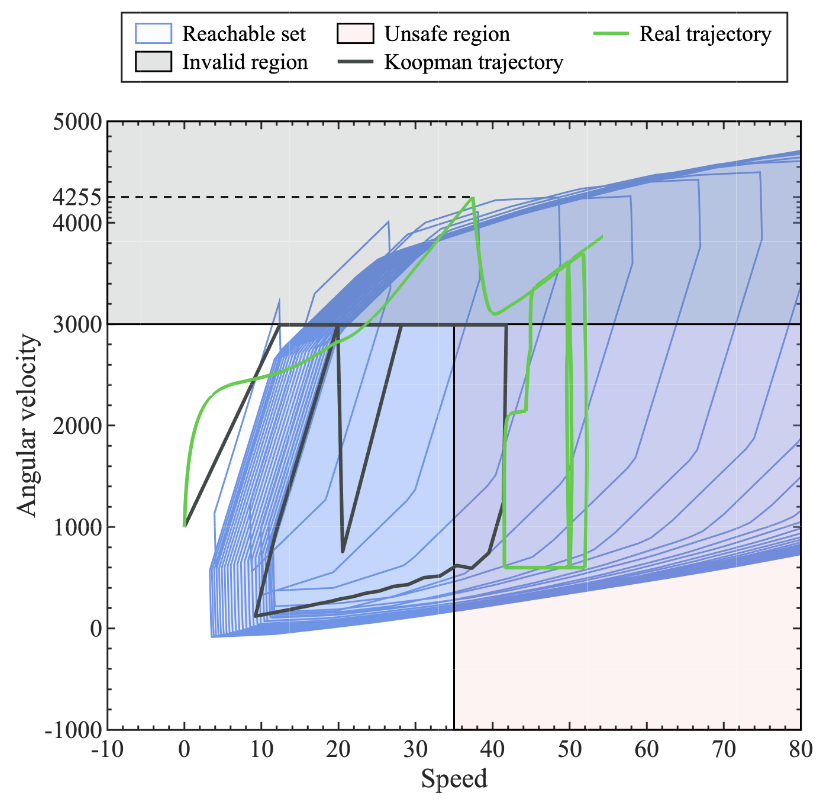 Reachable set Unsafe region Real trajectory
Invalid region Koopman trajectory
5000
4255
4000
3000
2000
1000
0
-1000
Angular velocity
-10 0 10 20 30 40 50 60 70 80
Speed